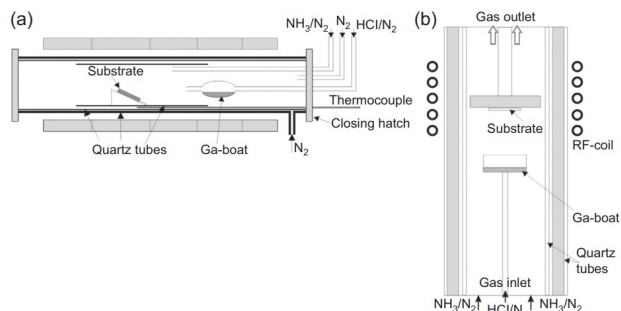 (a)
NH3/N2 N2 HCl/N2
Substrate
Thermocouple
Closing hatch
Quartz tubes
Ga-boat
N2
(b)
Gas outlet
Substrate
RF-coil
Ga-boat
Quartz
tubes
Gas inlet
NH3/N2 HCl/N NH3/N2